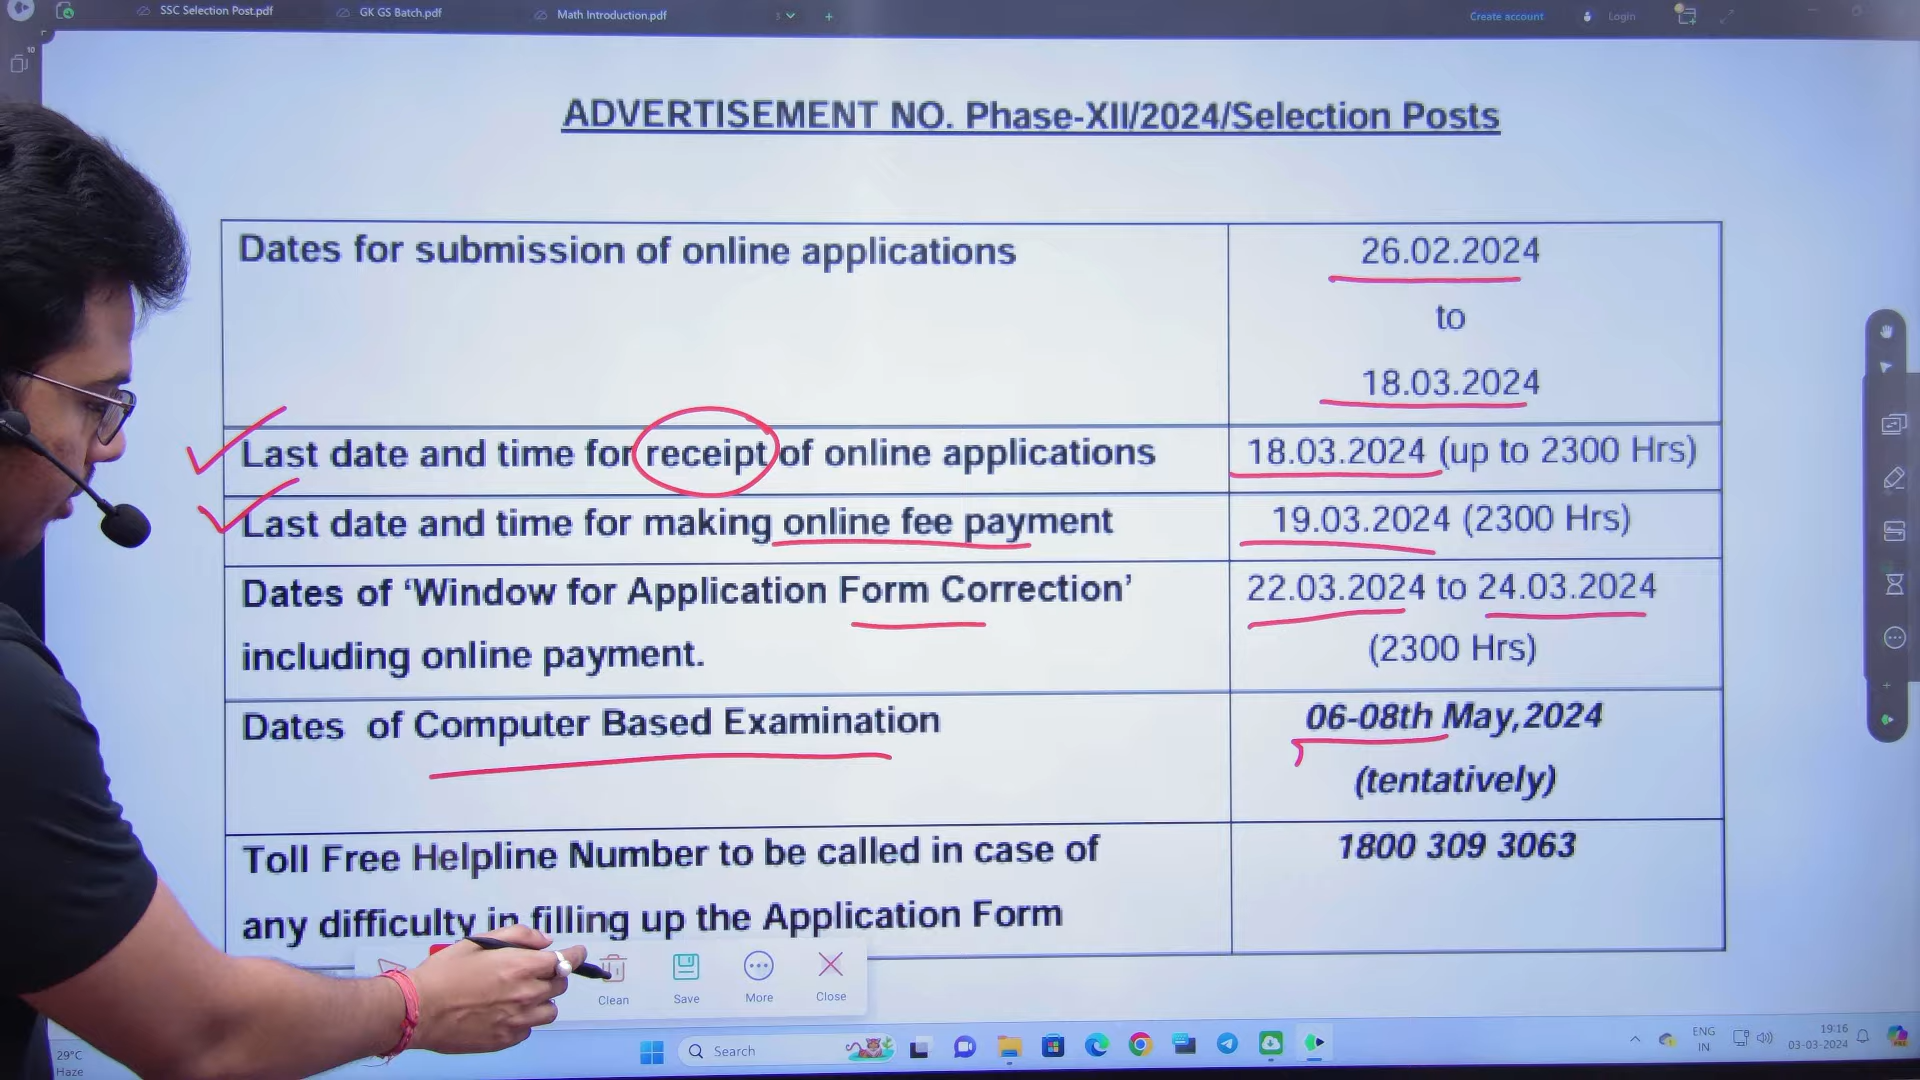 SSC Selection Post.pdf
GK GS Batch.pdf
Math Introduction.pdf
3
Create account
Login
10
ADVERTISEMENT NO. Phase-XII/2024/Selection Posts
Dates for submission of online applications
26.02.2024
to
18.03.2024
Last date and time for receipt of online applications
18.03.2024 (up to 2300 Hrs)
Last date and time for making online fee payment
19.03.2024 (2300 Hrs)
Dates of ‘Window for Application Form Correction’
including online payment.
22.03.2024 to 24.03.2024
(2300 Hrs)
Dates of Computer Based Examination
06-08th May,2024
(tentatively)
Toll Free Helpline Number to be called in case of
any difficulty in filling up the Application Form
1800 309 3063
Clean
Save
More
Close
29°C
Haze
Search
ENG
IN
19:16
03-03-2024